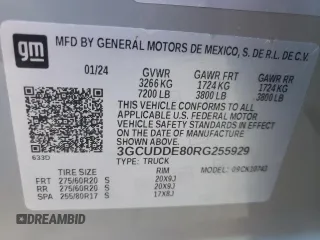 gm
MFD BY GENERAL MOTORS DE MEXICO, S. DE R.L. DE C.V.
01/24 GVWR GAWR FRT GAWR RR
3266 KG 1724 KG 1724 KG
7200 LB 3800 LB 3800 LB
THIS VEHICLE CONFORMS TO ALL APPLICABLE
U.S. FEDERAL MOTOR VEHICLE SAFETY STANDARDS
IN EFFECT ON THE DATE OF
MANUFACTURE SHOWN ABOVE.
3GCUDDE80RG255929
633D TYPE: TRUCK
TIRE SIZE RIM MODEL:
FRT 275/60R20 S 20X9J
RR 275/60R20 S 20X9J
SPA 255/80R17 S 17X8J
DREAMBID